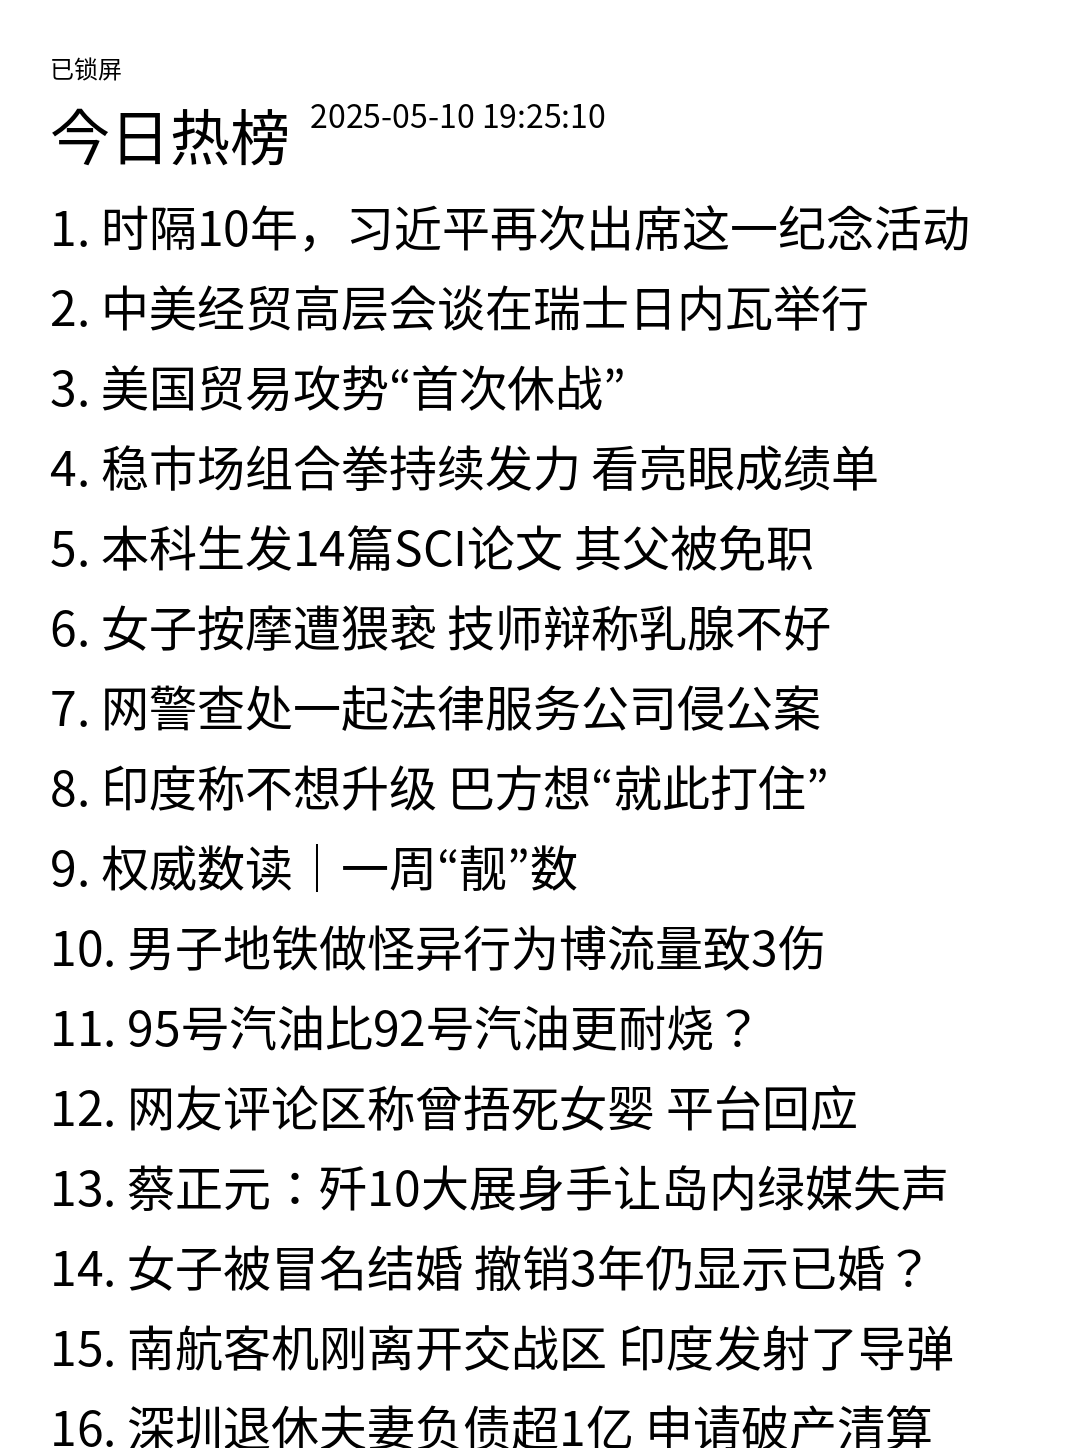 已锁屏
今日热榜 2025-05-10 19:25:10
1. 时隔10年，习近平再次出席这一纪念活动
2. 中美经贸高层会谈在瑞士日内瓦举行
3. 美国贸易攻势“首次休战”
4. 稳市场组合拳持续发力 看亮眼成绩单
5. 本科生发14篇SCI论文 其父被免职
6. 女子按摩遭猥亵 技师辩称乳腺不好
7. 网警查处一起法律服务公司侵公案
8. 印度称不想升级 巴方想“就此打住”
9. 权威数读｜一周“靓”数
10. 男子地铁做怪异行为博流量致3伤
11. 95号汽油比92号汽油更耐烧？
12. 网友评论区称曾捂死女婴 平台回应
13. 蔡正元：歼10大展身手让岛内绿媒失声
14. 女子被冒名结婚 撤销3年仍显示已婚？
15. 南航客机刚离开交战区 印度发射了导弹
16. 深圳退休夫妻负债超1亿 申请破产清算